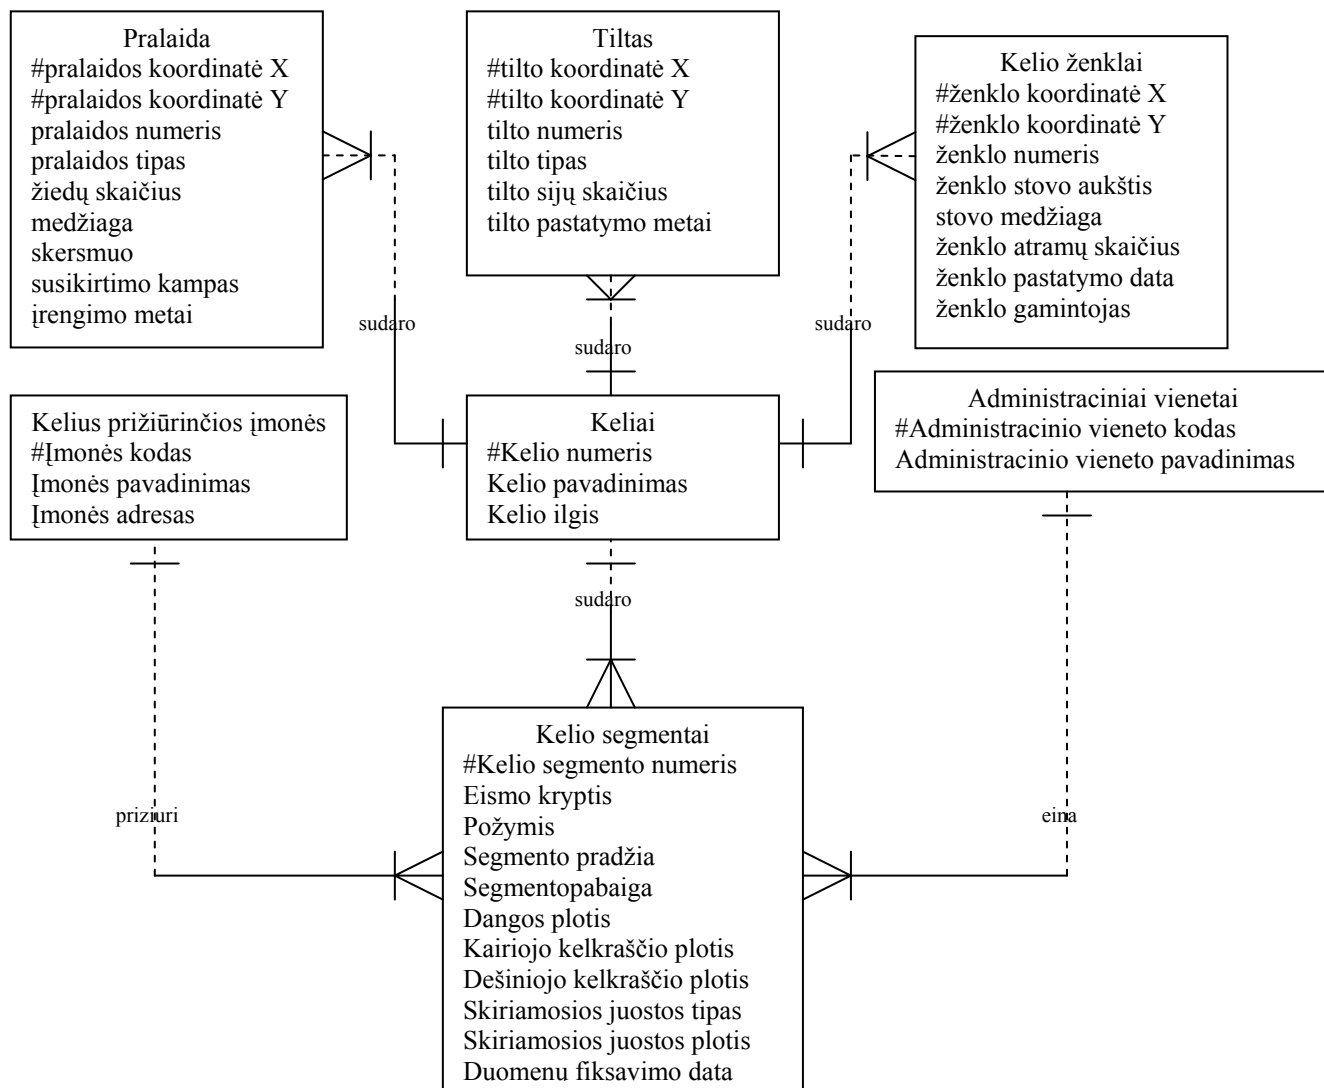 Pralaida
#pralaidos koordinatė X
#pralaidos koordinatė Y
pralaidos numeris
pralaidos tipas
žiedų skaičius
medžiaga
skersmuo
susikirtimo kampas
įrengimo metai
Tiltas
#tilto koordinatė X
#tilto koordinatė Y
tilto numeris
tilto tipas
tilto sijų skaičius
tilto pastatymo metai
Kelio ženklai
#ženklo koordinatė X
#ženklo koordinatė Y
ženklo numeris
ženklo stovo aukštis
stovo medžiaga
ženklo atramų skaičius
ženklo pastatymo data
ženklo gamintojas
sudaro
sudaro
sudaro
Kelius prižiūrinčios įmonės
#Įmonės kodas
Įmonės pavadinimas
Įmonės adresas
Keliai
#Kelio numeris
Kelio pavadinimas
Kelio ilgis
Administraciniai vienetai
#Administracinio vieneto kodas
Administracinio vieneto pavadinimas
sudaro
priziuri
eina
Kelio segmentai
#Kelio segmento numeris
Eismo kryptis
Požymis
Segmento pradžia
Segmentopabaiga
Dangos plotis
Kairiojo kelkraščio plotis
Dešiniojo kelkraščio plotis
Skiriamosios juostos tipas
Skiriamosios juostos plotis
Duomenu fiksavimo data